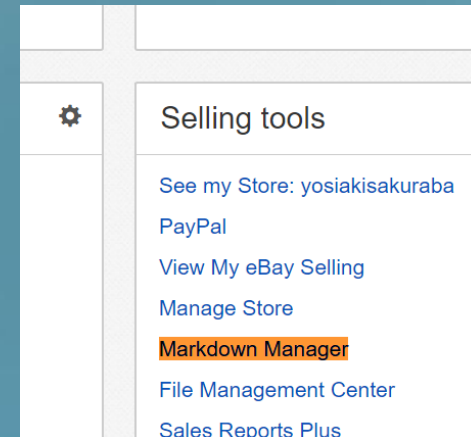 Selling tools
See my Store: yosiakisakuraba
PayPal
View My eBay Selling
Manage Store
Markdown Manager
File Management Center
Sales Reports Plus